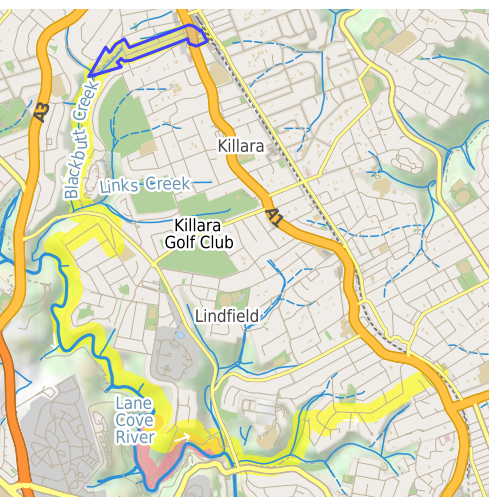 A3
Blackbutt Creek
Killara
Links Creek
A1
Killara
Golf Club
Lindfield
Lane
Cove
River